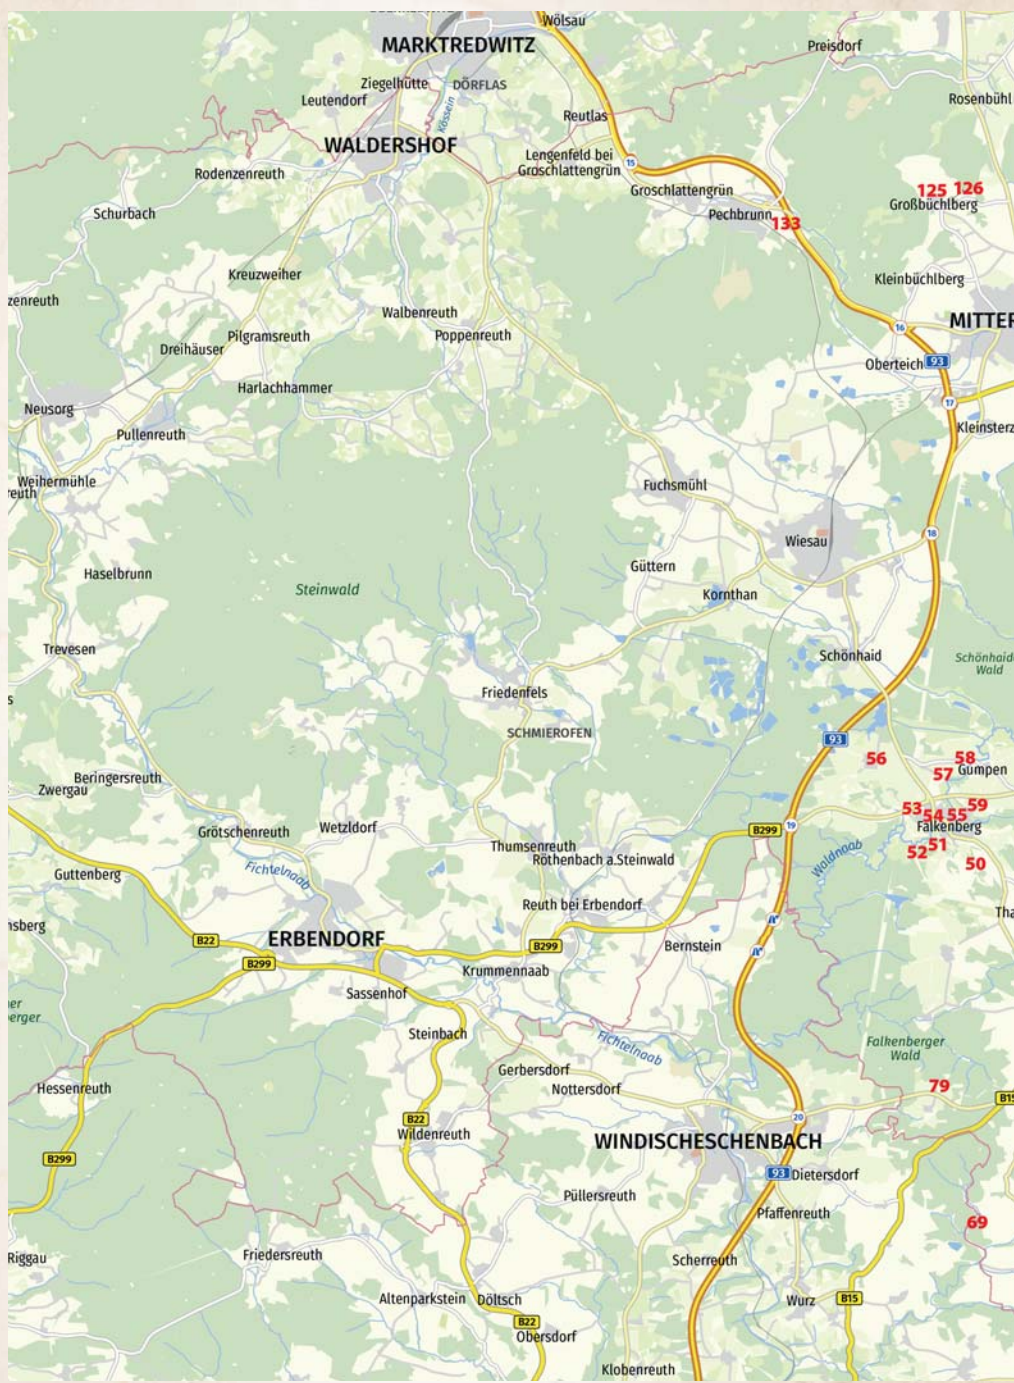 Wölsau
MARKTREDWITZ
Preisdorf
Ziegelhütte
DÖRFLAS
Leutendorf
Kössein
Rosenbühl
Reutlas
WALDERSHOF
Lengenfeld bei
Groschlattengrün
15
Rodenzenreuth
Groschlattengrün
125
126
Großbüchlberg
Schurbach
Pechbrunn
133
Kreuzweiher
Kleinbüchlberg
zenreuth
Walbenreuth
MITTER
16
Pilgramsreuth
Poppenreuth
Dreihäuser
Oberteich
93
Harlachhammer
17
Neusorg
Kleinsterz
Pullenreuth
Weihermühle
reuth
Fuchsmühl
18
Wiesau
Haselbrunn
Güttern
Steinwald
Kornthan
Trevesen
Schönhaid
Schönhaid
Wald
Friedenfels
s
SCHMIEROFEN
93
56
58
57
Gumpen
Beringersreuth
Zwergau
53
54
55
59
Grötschenreuth
Wetzldorf
B299
19
Falkenberg
Thumsenreuth
Röthenbach a.Steinwald
Waldnaab
52
51
50
Guttenberg
Fichtelnaab
Reuth bei Erbendorf
Tha
nsberg
B22
ERBENDORF
B299
Bernstein
B299
Krummennaab
Sassenhof
ner
berger
Steinbach
Fichtelnaab
Falkenberger
Wald
Gerbersdorf
Hessenreuth
Nottersdorf
79
B15
B22
20
Wildenreuth
WINDISCHESCHENBACH
B299
93
Dietersdorf
Püllersreuth
Pfaffenreuth
69
Riggau
Friedersreuth
Scherreuth
Altenparkstein
Döltsch
B15
Wurz
B22
Obersdorf
Klobenreuth